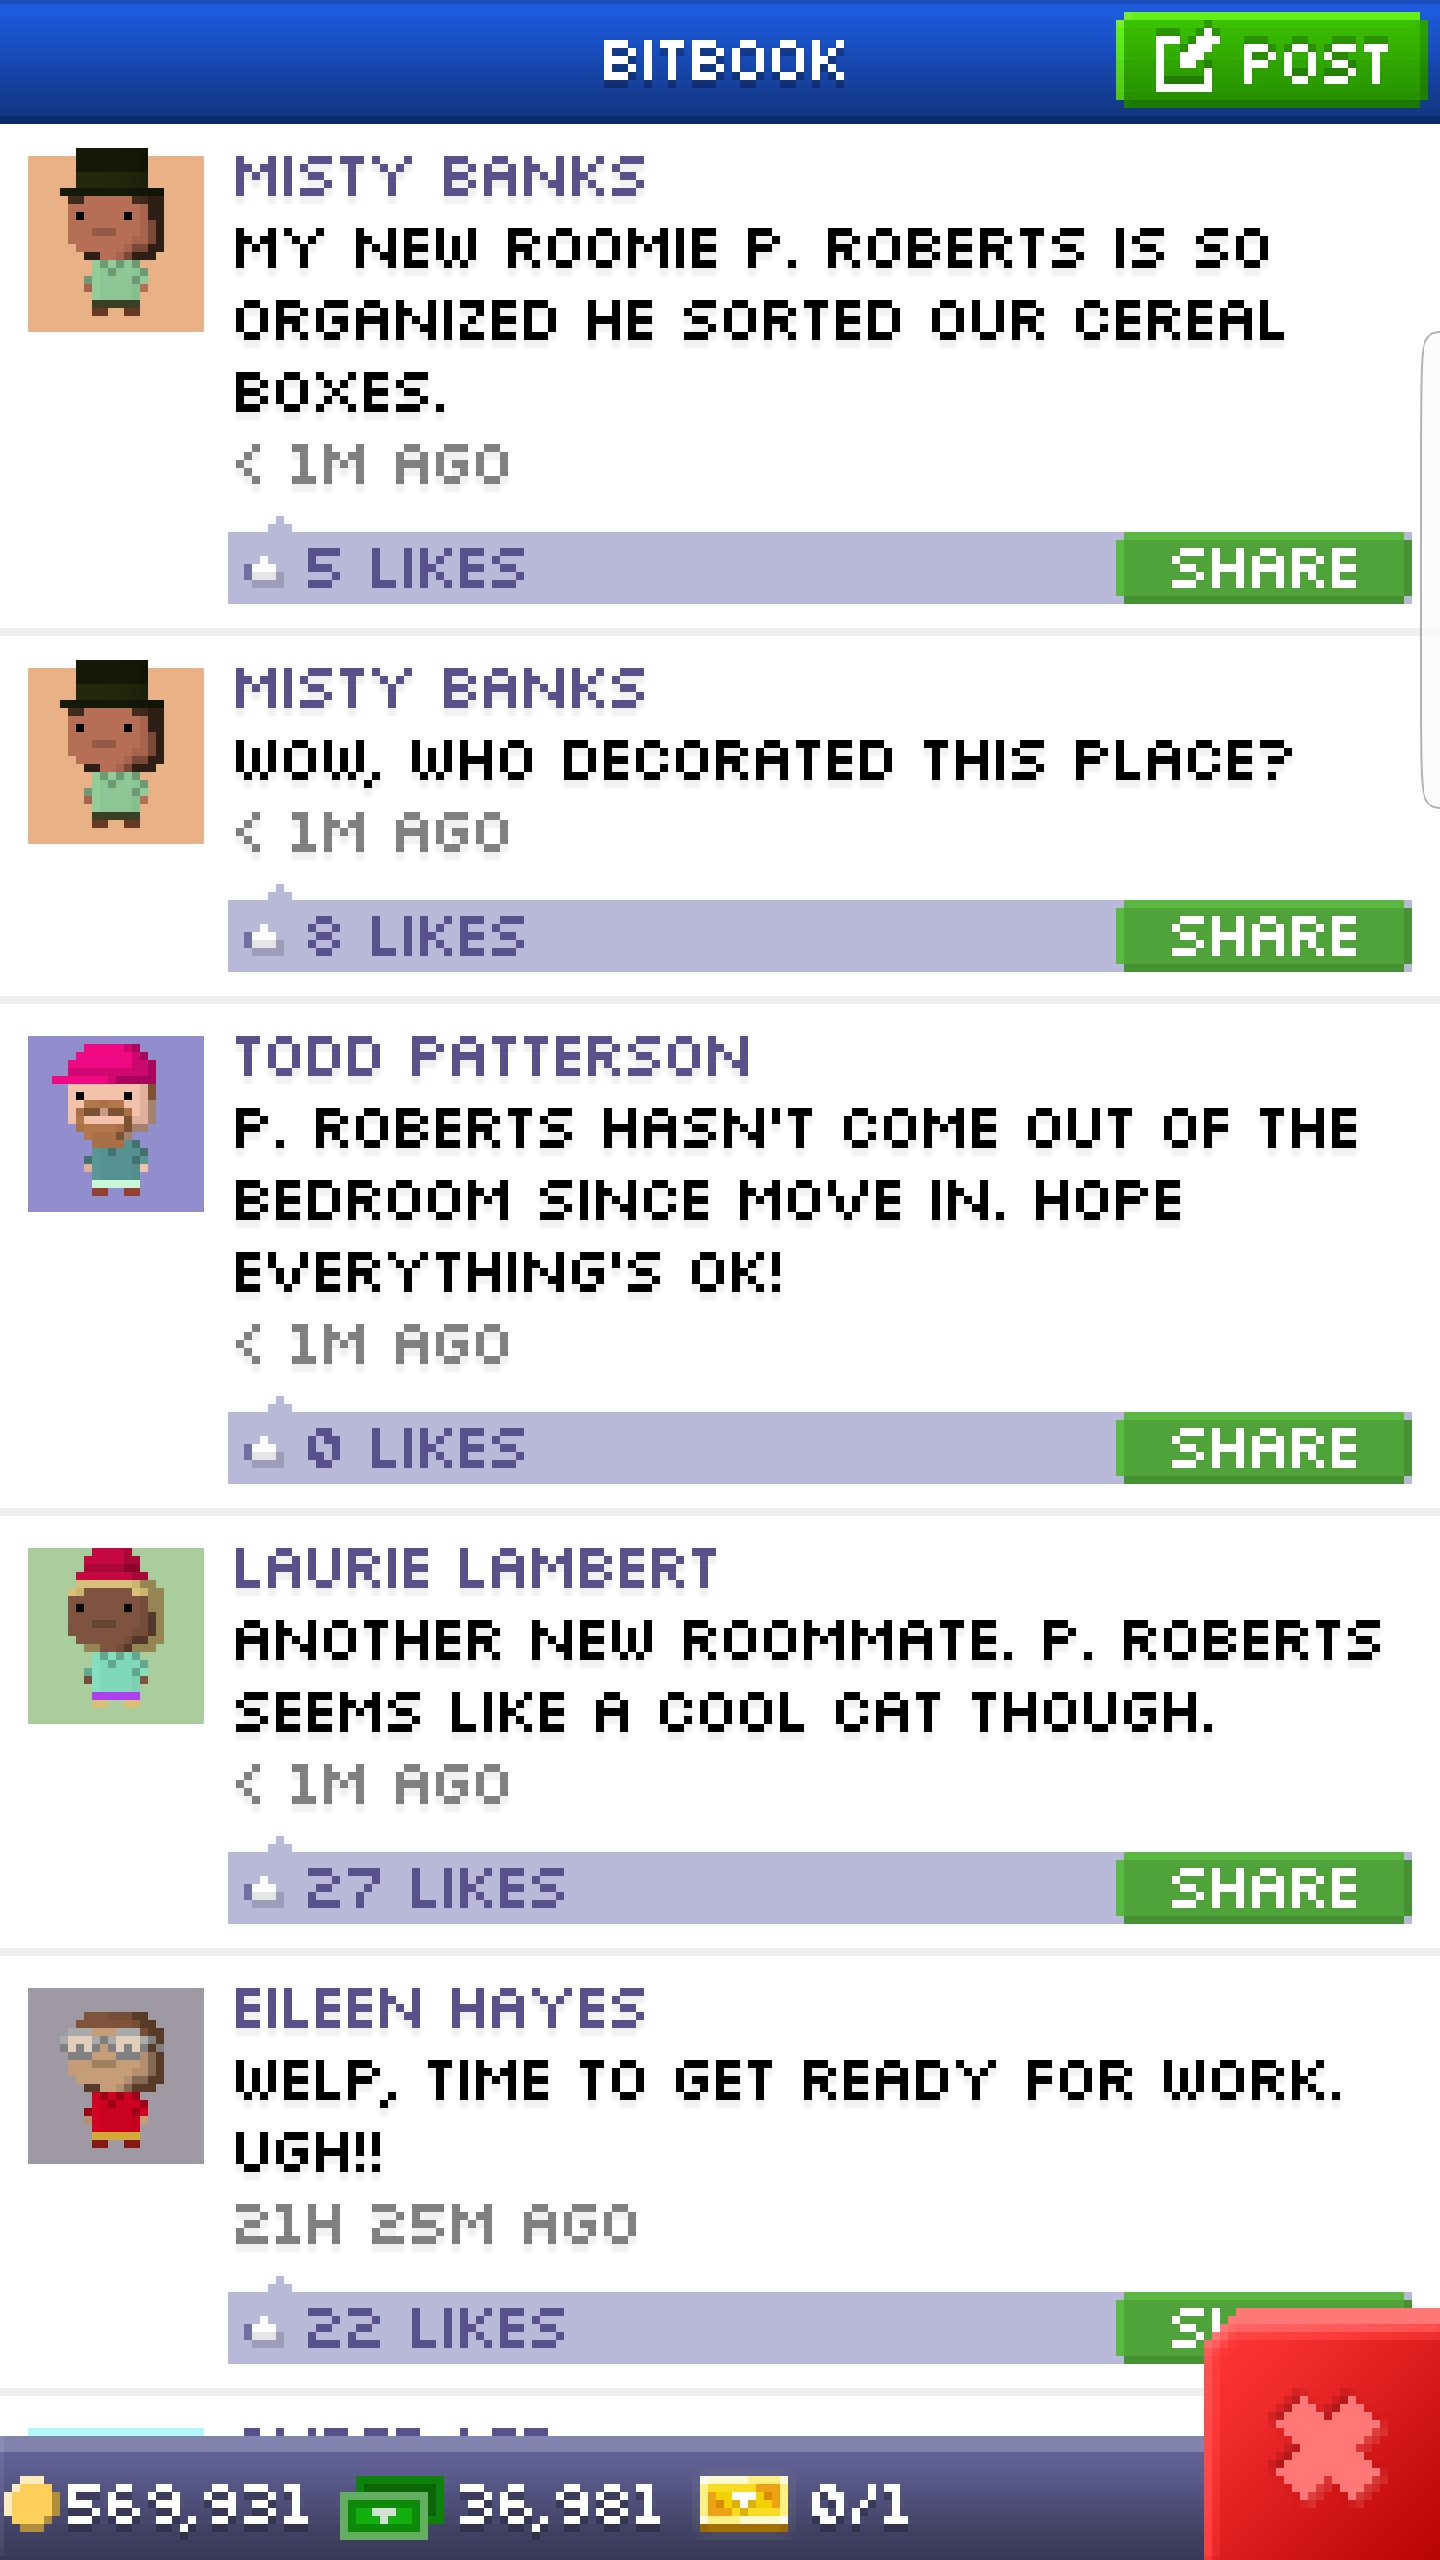 BITBOOK
POST
MISTY BANKS
MY NEW ROOMIE P. ROBERTS IS SO
ORGANIZED HE SORTED OUR CEREAL
BOXES.
< 1M AGO
5 LIKES
SHARE
MISTY BANKS
WOW, WHO DECORATED THIS PLACE?
< 1M AGO
8 LIKES
SHARE
TODD PATTERSON
P. ROBERTS HASN'T COME OUT OF THE
BEDROOM SINCE MOVE IN. HOPE
EVERYTHING'S OK!
< 1M AGO
0 LIKES
SHARE
LAURIE LAMBERT
ANOTHER NEW ROOMMATE. P. ROBERTS
SEEMS LIKE A COOL CAT THOUGH.
< 1M AGO
27 LIKES
SHARE
EILEEN HAYES
WELP, TIME TO GET READY FOR WORK.
UGH!!
21H 25M AGO
22 LIKES
569,931
36,981
0/1